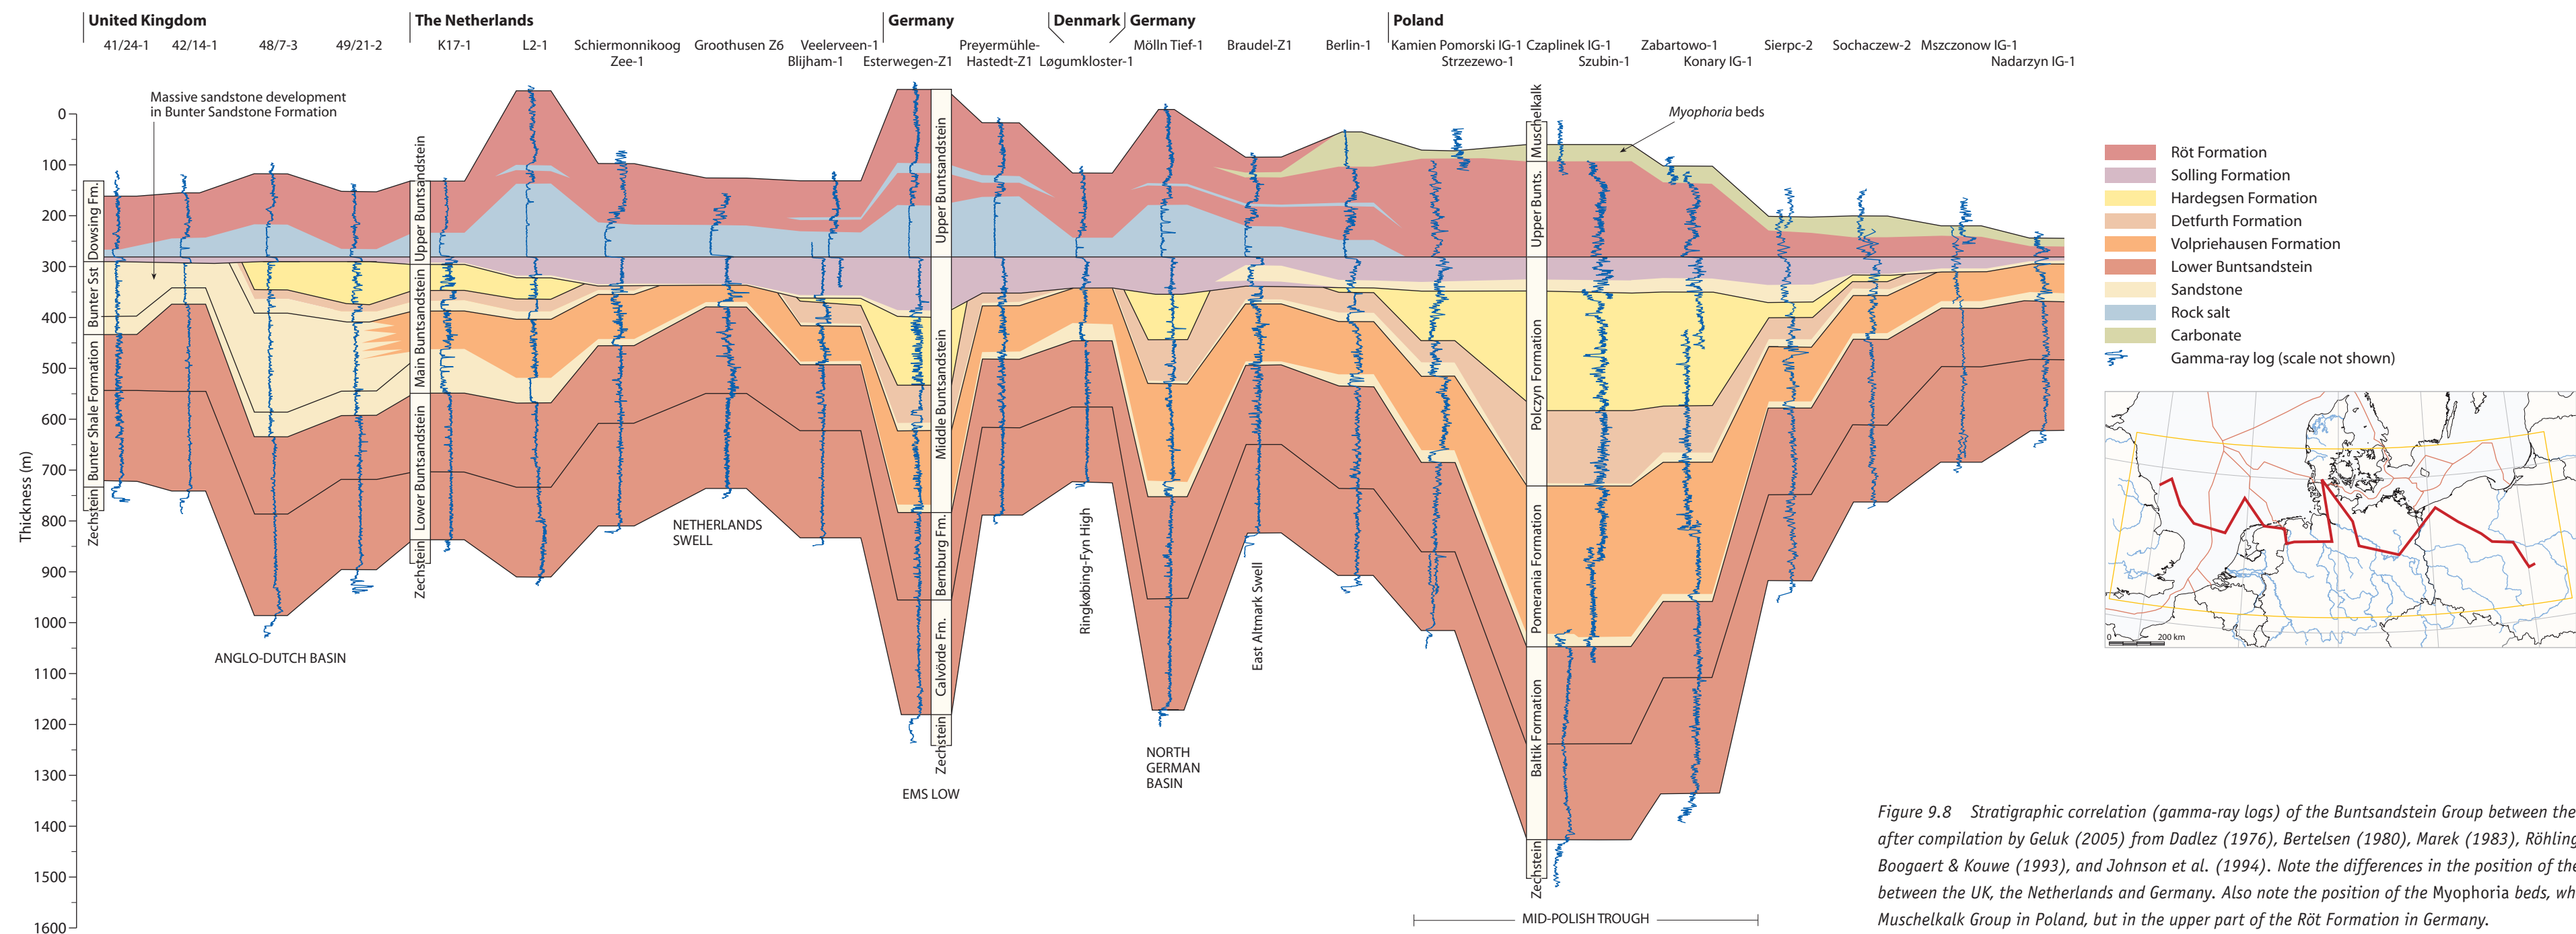 United Kingdom
The Netherlands
Germany
Denmark
Germany
Poland
41/24-1
42/14-1
48/7-3
49/21-2
K17-1
L2-1
Schiermonnikoog
Zee-1
Groothusen Z6
Veelerveen-1
Blijham-1
Esterwegen-Z1
Preyermühle-
Hastedt-Z1
Løgumkloster-1
Mölln Tief-1
Braudel-Z1
Berlin-1
Kamien Pomorski IG-1
Strzezewo-1
Czaplinek IG-1
Szubin-1
Zabartowo-1
Konary IG-1
Sierpc-2
Sochaczew-2
Mszczonow IG-1
Nadarzyn IG-1
Massive sandstone development
in Bunter Sandstone Formation
Myophoria beds
Thickness (m)
0
100
200
300
400
500
600
700
800
900
1000
1100
1200
1300
1400
1500
1600
Dowsing Fm.
Bunter Sst
Bunter Shale Formation
Zechstein
Upper Buntsandstein
Main Buntsandstein
Lower Buntsandstein
Zechstein
Upper Buntsandstein
Middle Buntsandstein
Bernburg Fm.
Calvörde Fm.
Zechstein
Muschelkalk
Upper Bunts.
Polczyn Formation
Pomerania Formation
Baltik Formation
Zechstein
ANGLO-DUTCH BASIN
NETHERLANDS
SWELL
EMS LOW
Ringkøbing-Fyn High
NORTH
GERMAN
BASIN
East Altmark Swell
MID-POLISH TROUGH
Röt Formation
Solling Formation
Hardegsen Formation
Detfurth Formation
Volpriehausen Formation
Lower Buntsandstein
Sandstone
Rock salt
Carbonate
Gamma-ray log (scale not shown)
0 200 km
Figure 9.8 Stratigraphic correlation (gamma-ray logs) of the Buntsandstein Group between the
after compilation by Geluk (2005) from Dadlez (1976), Bertelsen (1980), Marek (1983), Röhling
Boogaert & Kouwe (1993), and Johnson et al. (1994). Note the differences in the position of the
between the UK, the Netherlands and Germany. Also note the position of the Myophoria beds, wh
Muschelkalk Group in Poland, but in the upper part of the Röt Formation in Germany.